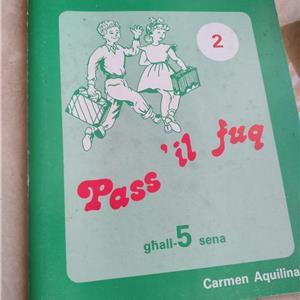 2
Pass 'il fuq
għall-5 sena
Carmen Aquilina